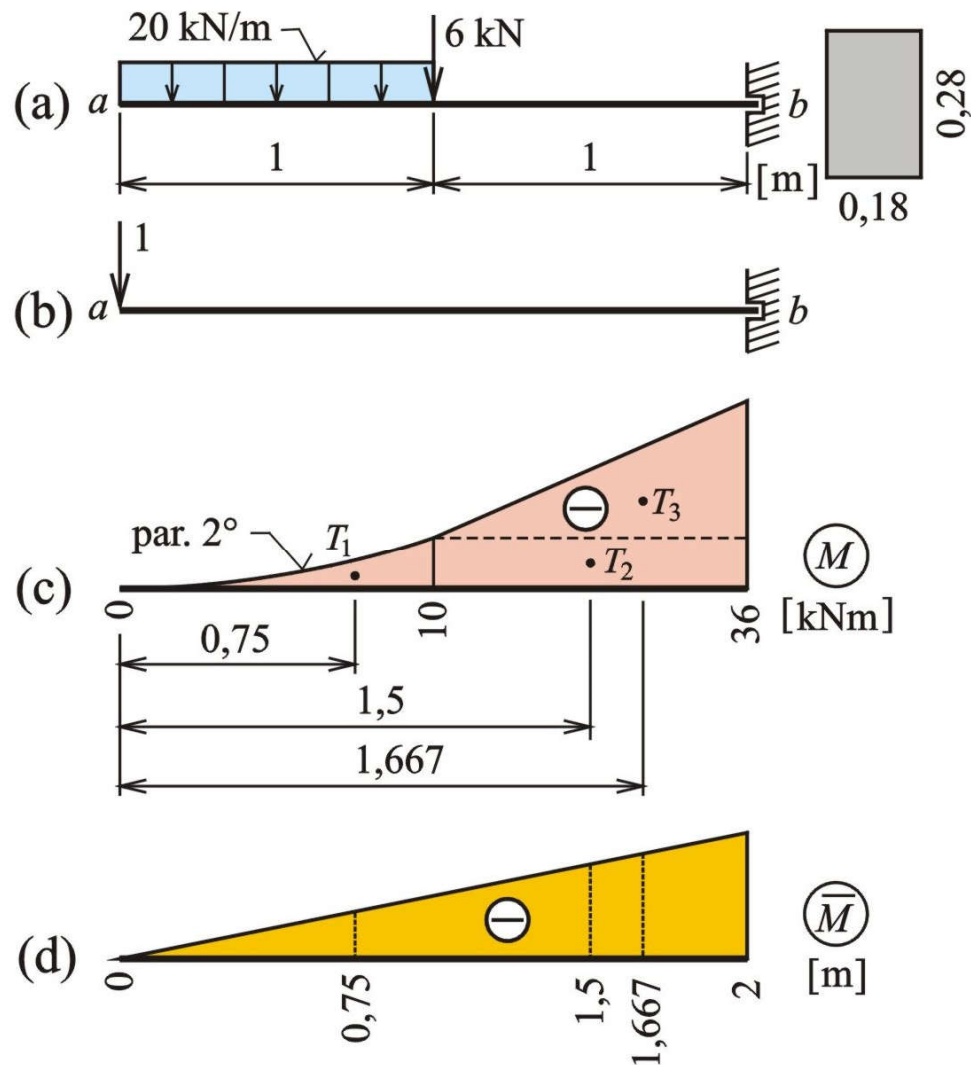 20 kN/m 6 kN
(a) a b
1 1 [m]
0,28
0,18
1
(b) a b
par. 2° T₁ T₂ T₃ M
(c) 0 10 36 [kNm]
0,75
1,5
1,667
(d) 0 0,75 1,5 1,667 2 M̅ [m]